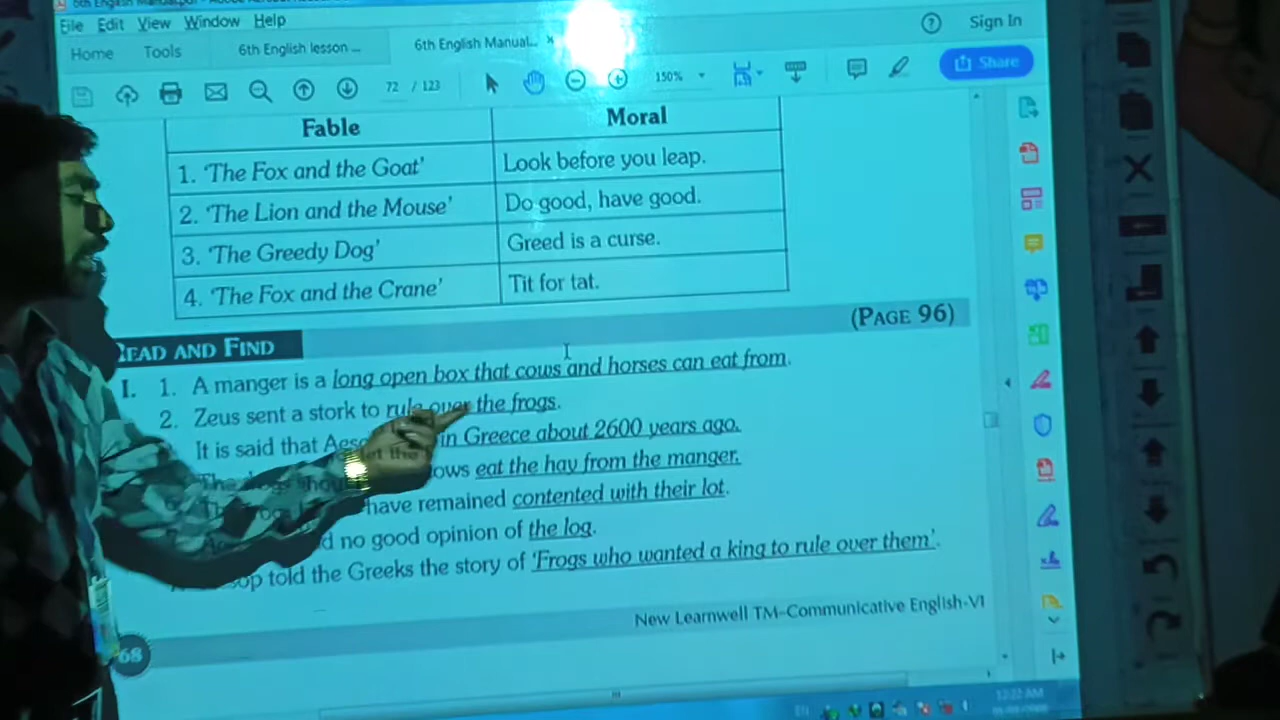 File Edit View Window Help
Home Tools 6th English lesson ... 6th English Manual... × Sign In
72 / 123 150% Share
Fable Moral
1. 'The Fox and the Goat' Look before you leap.
2. 'The Lion and the Mouse' Do good, have good.
3. 'The Greedy Dog' Greed is a curse.
4. 'The Fox and the Crane' Tit for tat.
(PAGE 96)
AND FIND
I. 1. A manger is a long open box that cows and horses can eat from.
2. Zeus sent a stork to rule over the frogs.
It is said that in Greece about 2600 years ago.
eat the hay from the manger.
have remained contented with their lot.
no good opinion of the log.
told the Greeks the story of 'Frogs who wanted a king to rule over them'.
New Learnwell TM-Communicative English-VI
68
12:22 AM